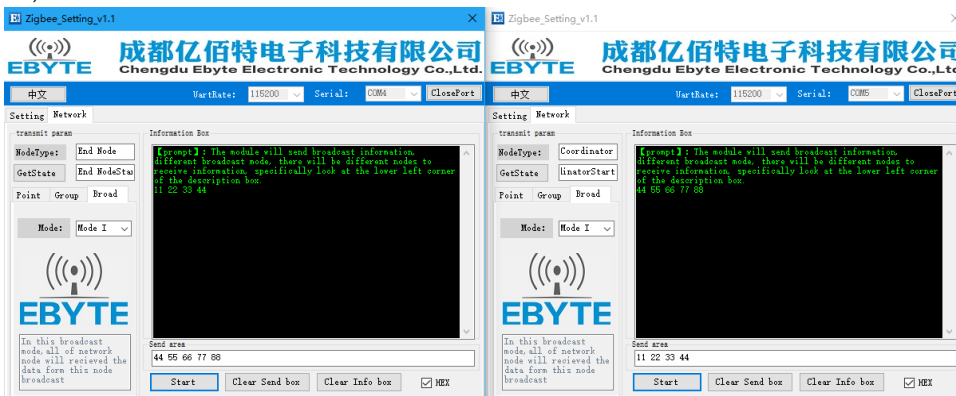 Zigbee_Setting_v1.1
EBYTE
成都亿佰特电子科技有限公司
Chengdu Ebyte Electronic Technology Co.,Ltd.
中文
UartRate: 115200 Serial: COM4 ClosePort
Setting Network
transmit param
NodeType: End Node
GetState End NodeStar
Point Group Broad
Mode: Mode I
EBYTE
In this broadcast
mode,all of network
node will recieved the
data form this node
broadcast
Information Box
【prompt】: The module will send broadcast information,
different broadcast mode, there will be different nodes to
receive information, specifically look at the lower left corner
of the description box.
11 22 33 44
Send area
44 55 66 77 88
Start Clear Send box Clear Info box HEX
Zigbee_Setting_v1.1
EBYTE
成都亿佰特电子科技有限公司
Chengdu Ebyte Electronic Technology Co.,Ltd
中文
UartRate: 115200 Serial: COM5 ClosePort
Setting Network
transmit param
NodeType: Coordinator
GetState linatorStart
Point Group Broad
Mode: Mode I
EBYTE
In this broadcast
mode,all of network
node will recieved the
data form this node
broadcast
Information Box
【prompt】: The module will send broadcast information,
different broadcast mode, there will be different nodes to
receive information, specifically look at the lower left corner
of the description box.
44 55 66 77 88
Send area
11 22 33 44
Start Clear Send box Clear Info box HEX